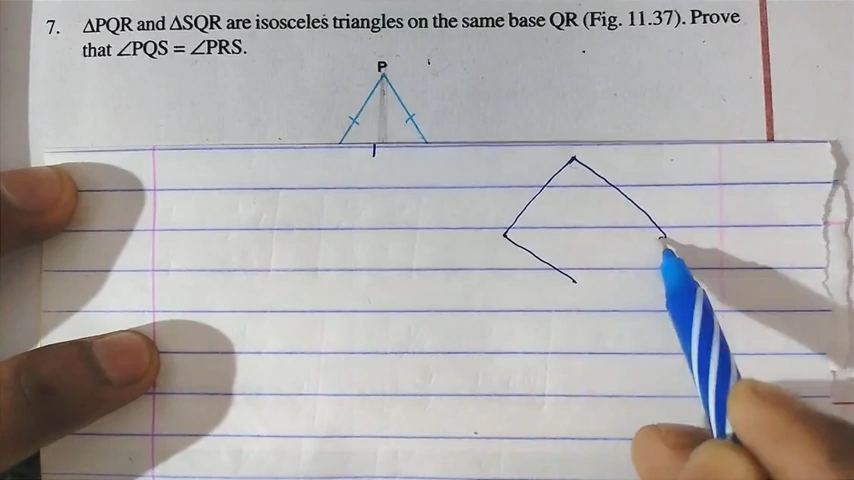 7. ΔPQR and ΔSQR are isosceles triangles on the same base QR (Fig. 11.37). Prove
that ∠PQS = ∠PRS.
P